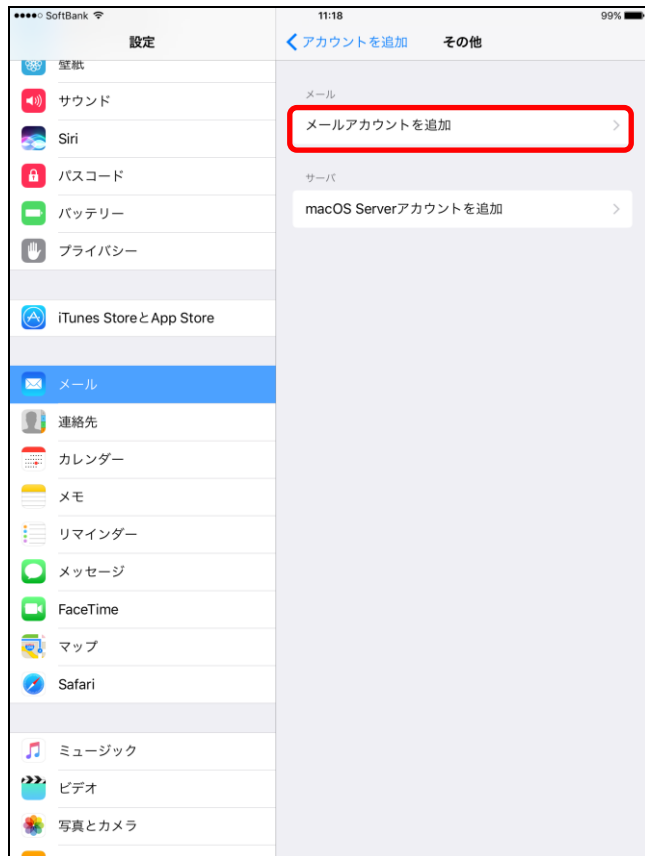 SoftBank 11:18 99%
設定
アカウントを追加 その他
壁紙
サウンド
Siri
パスコード
バッテリー
プライバシー
iTunes StoreとApp Store
メール
連絡先
カレンダー
メモ
リマインダー
メッセージ
FaceTime
マップ
Safari
ミュージック
ビデオ
写真とカメラ
メール
メールアカウントを追加
サーバ
macOS Serverアカウントを追加